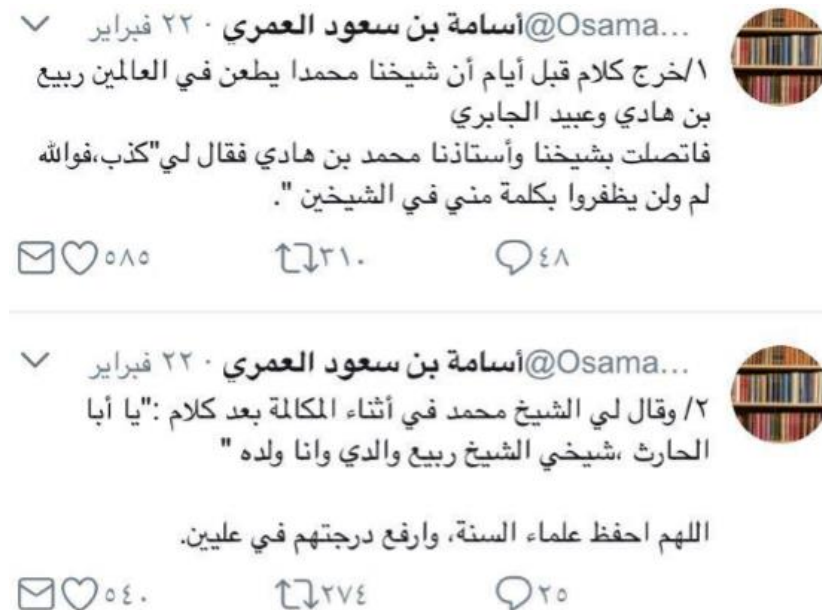 أسامة بن سعود العمري @Osama... · ٢٢ فبراير
١/خرج كلام قبل أيام أن شيخنا محمدا يطعن في العالمين ربيع
بن هادي وعبيد الجابري
فاتصلت بشيخنا وأستاذنا محمد بن هادي فقال لي"كذب،فوالله
لم ولن يظفروا بكلمة مني في الشيخين ".
٤٨ ٣١٠ ٥٨٥
أسامة بن سعود العمري @Osama... · ٢٢ فبراير
٢/ وقال لي الشيخ محمد في أثناء المكالمة بعد كلام :"يا أبا
الحارث ،شيخي الشيخ ربيع والدي وانا ولده "
اللهم احفظ علماء السنة، وارفع درجتهم في عليين.
٢٥ ٢٧٤ ٥٤٠